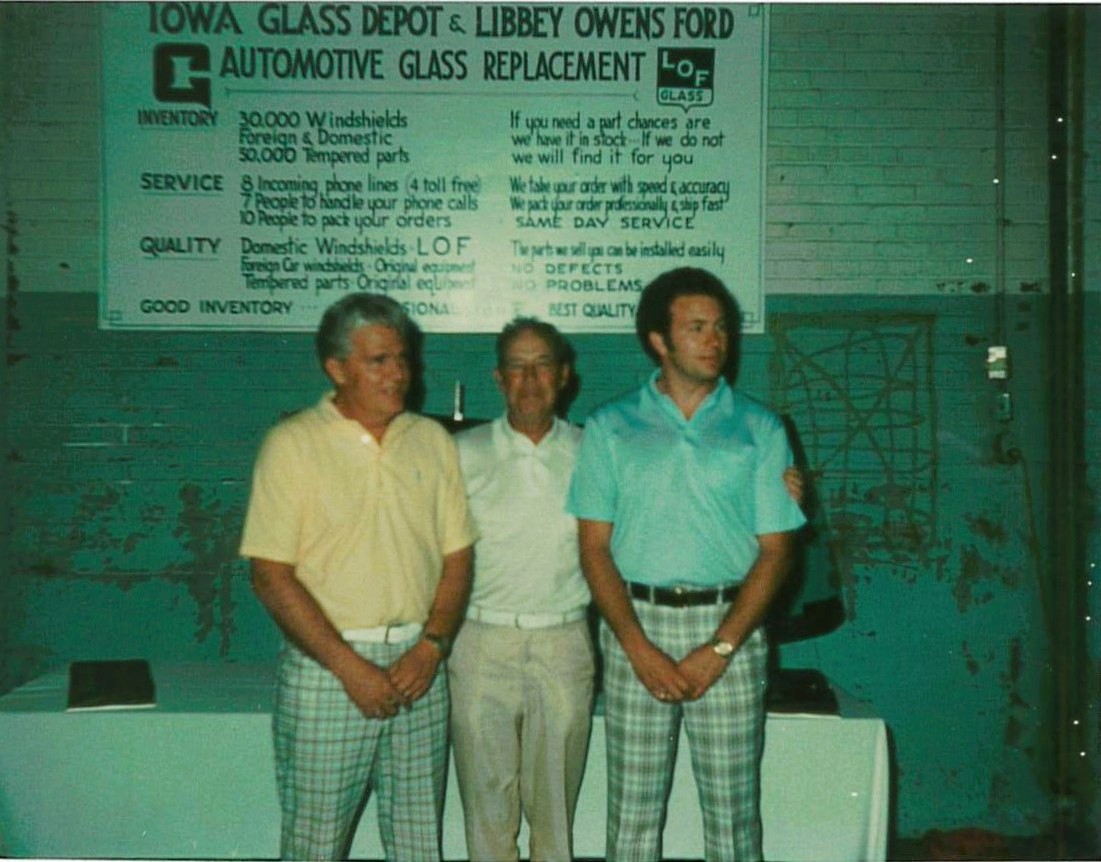 IOWA GLASS DEPOT & LIBBEY OWENS FORD
G AUTOMOTIVE GLASS REPLACEMENT LOF GLASS
INVENTORY 30,000 Windshields If you need a part chances are
Foreign & Domestic we have it in stock - If we do not
50,000 Tempered parts we will find it for you
SERVICE 8 Incoming phone lines (4 toll free) We take your order with speed & accuracy
7 People to handle your phone calls We pack your order professionally & ship fast
10 People to pack your orders SAME DAY SERVICE
QUALITY Domestic Windshields - LOF The parts we sell you can be installed easily
Foreign Car windshields - Original equipment NO DEFECTS
Tempered parts - Original equipment NO PROBLEMS
GOOD INVENTORY BEST QUALITY